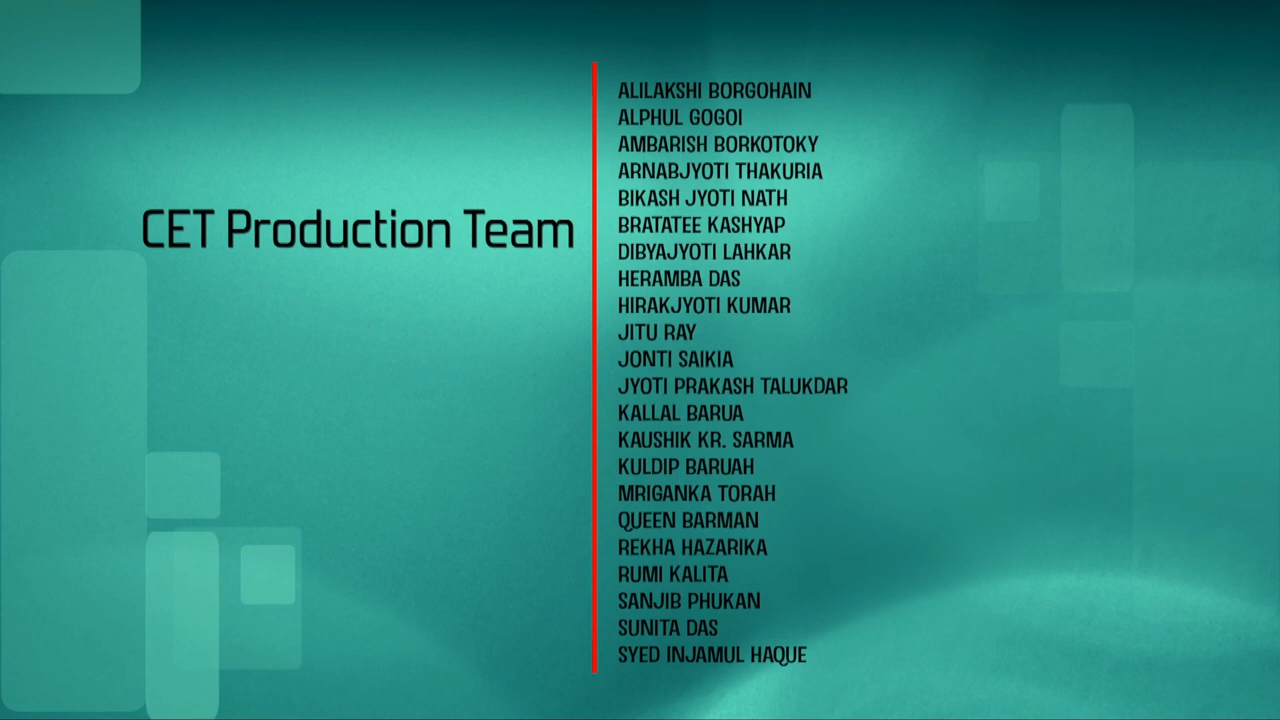 CET Production Team
ALILAKSHI BORGOHAIN
ALPHUL GOGOI
AMBARISH BORKOTOKY
ARNABJYOTI THAKURIA
BIKASH JYOTI NATH
BRATATEE KASHYAP
DIBYAJYOTI LAHKAR
HERAMBA DAS
HIRAKJYOTI KUMAR
JITU RAY
JONTI SAIKIA
JYOTI PRAKASH TALUKDAR
KALLAL BARUA
KAUSHIK KR. SARMA
KULDIP BARUAH
MRIGANKA TORAH
QUEEN BARMAN
REKHA HAZARIKA
RUMI KALITA
SANJIB PHUKAN
SUNITA DAS
SYED INJAMUL HAQUE